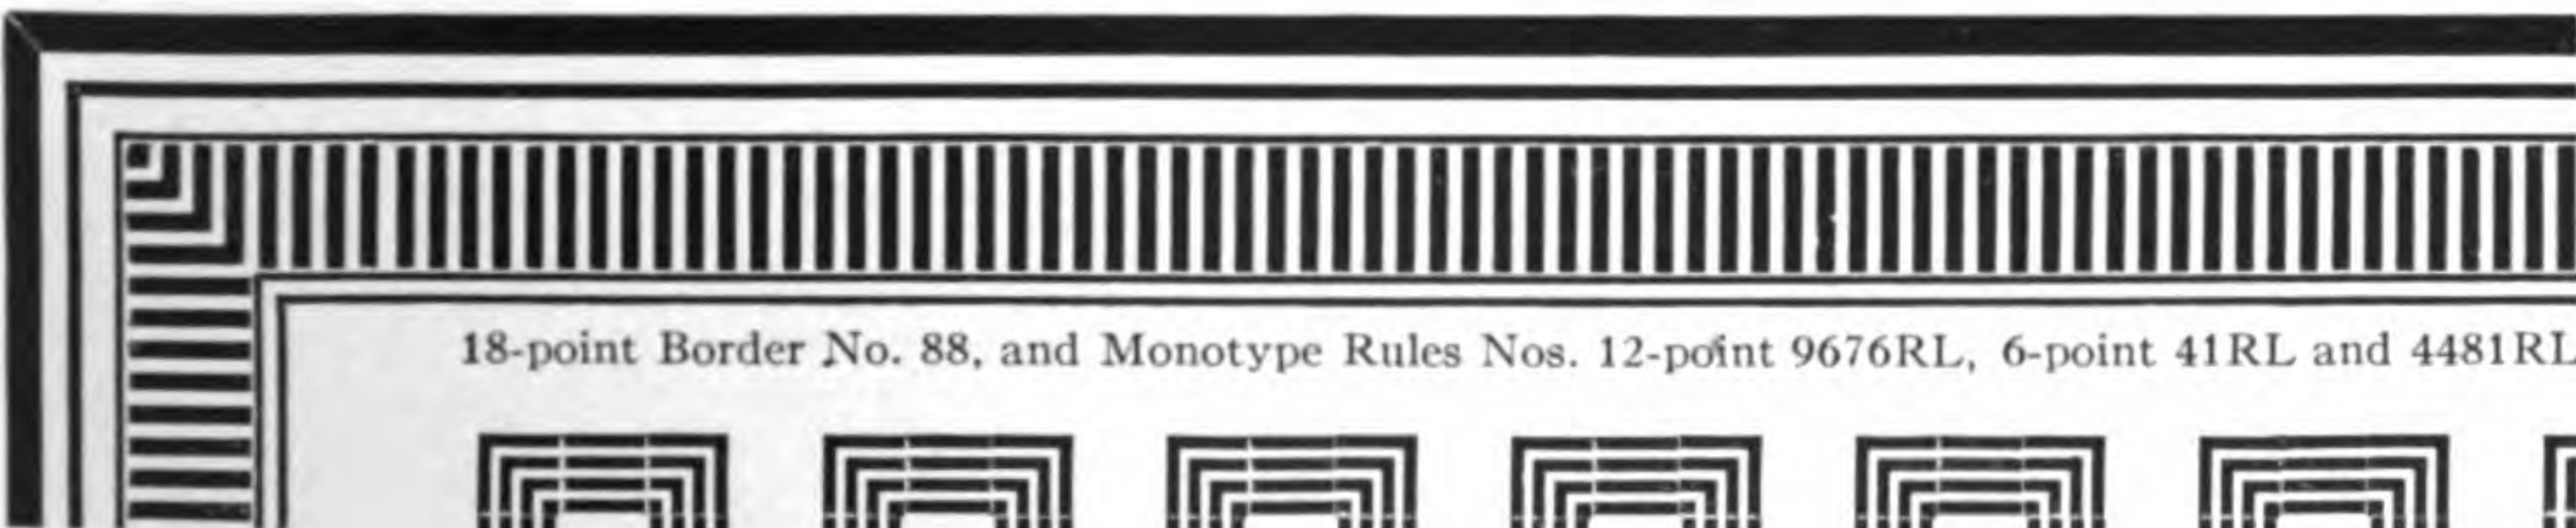 18-point Border No. 88, and Monotype Rules Nos. 12-point 9676RL, 6-point 41RL and 4481RL